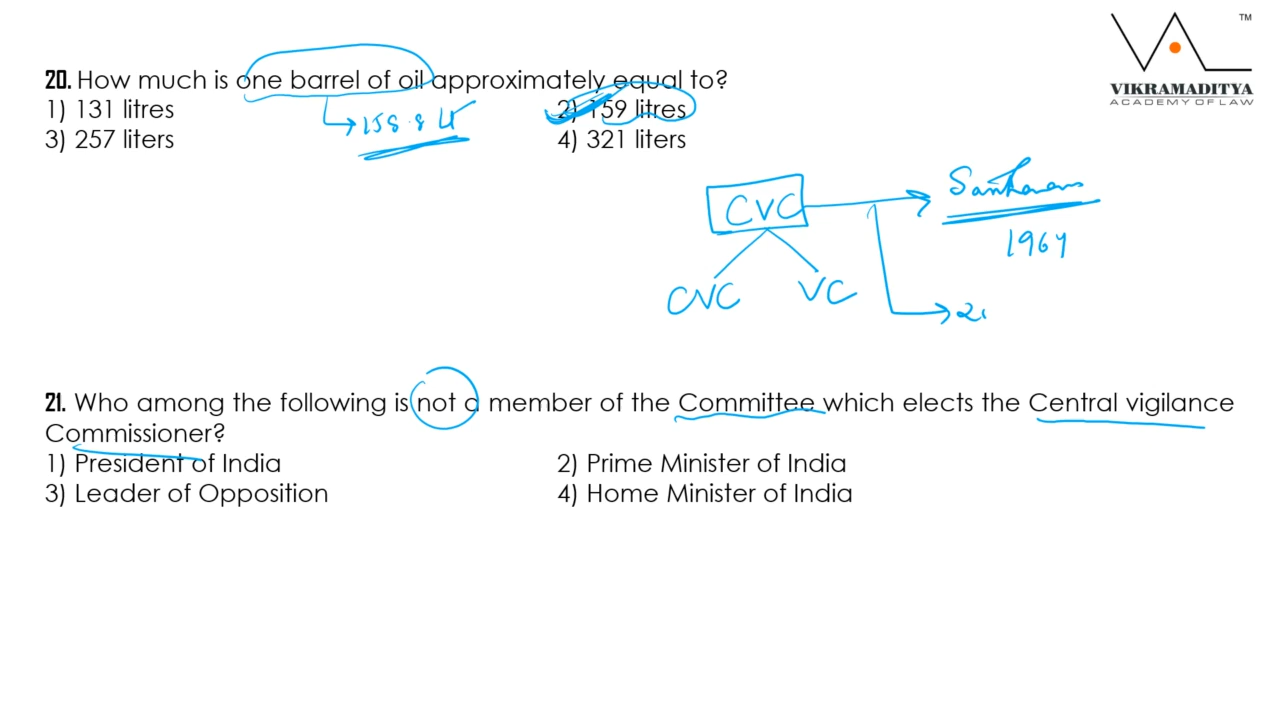 TM
VIKRAMADITYA
ACADEMY OF LAW
20. How much is one barrel of oil approximately equal to?
1) 131 litres 2) 159 litres
158.8 lt
3) 257 liters 4) 321 liters
CVC
1964
CVC VC
21. Who among the following is not a member of the Committee which elects the Central vigilance
Commissioner?
1) President of India 2) Prime Minister of India
3) Leader of Opposition 4) Home Minister of India